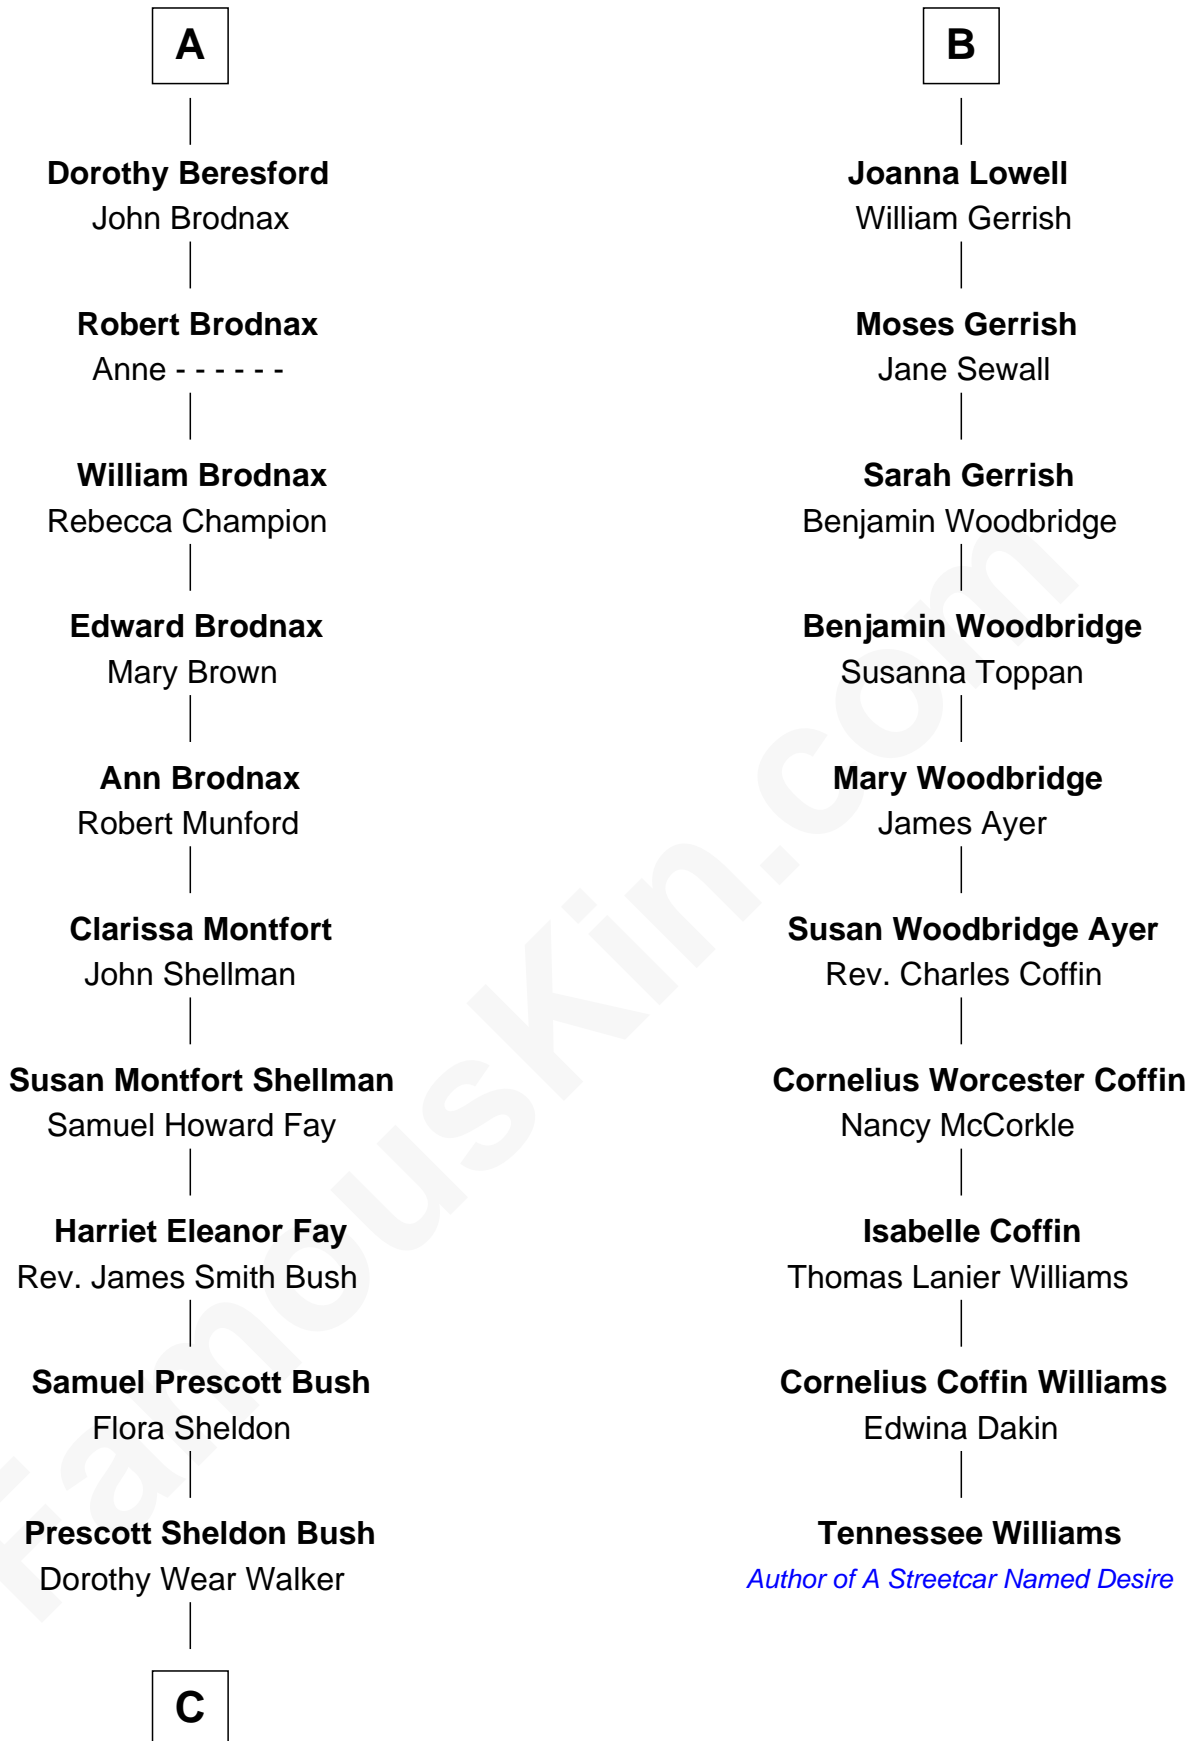 A
Dorothy Beresford
John Brodnax
Robert Brodnax
Anne - - - - - -
William Brodnax
Rebecca Champion
Edward Brodnax
Mary Brown
Ann Brodnax
Robert Munford
Clarissa Montfort
John Shellman
Susan Montfort Shellman
Samuel Howard Fay
Harriet Eleanor Fay
Rev. James Smith Bush
Samuel Prescott Bush
Flora Sheldon
Prescott Sheldon Bush
Dorothy Wear Walker
C
B
Joanna Lowell
William Gerrish
Moses Gerrish
Jane Sewall
Sarah Gerrish
Benjamin Woodbridge
Benjamin Woodbridge
Susanna Toppan
Mary Woodbridge
James Ayer
Susan Woodbridge Ayer
Rev. Charles Coffin
Cornelius Worcester Coffin
Nancy McCorkle
Isabelle Coffin
Thomas Lanier Williams
Cornelius Coffin Williams
Edwina Dakin
Tennessee Williams
Author of A Streetcar Named Desire
FamousKin.com